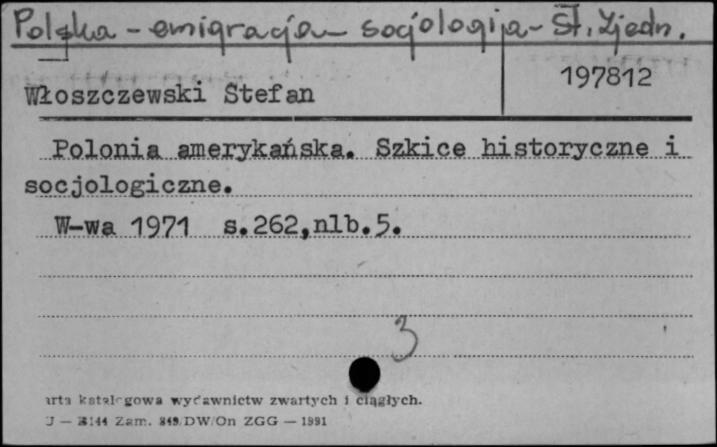 Polska - emigracja - socjologija - St. Zjedn.
197812
Włoszczewski Stefan
Polonia amerykańska. Szkice historyczne i
socjologiczne.
W-wa 1971 s.262,nlb.5.
3
arta katalogowa wydawnictw zwartych i ciągłych.
Zam. DW/On ZGG — 1991